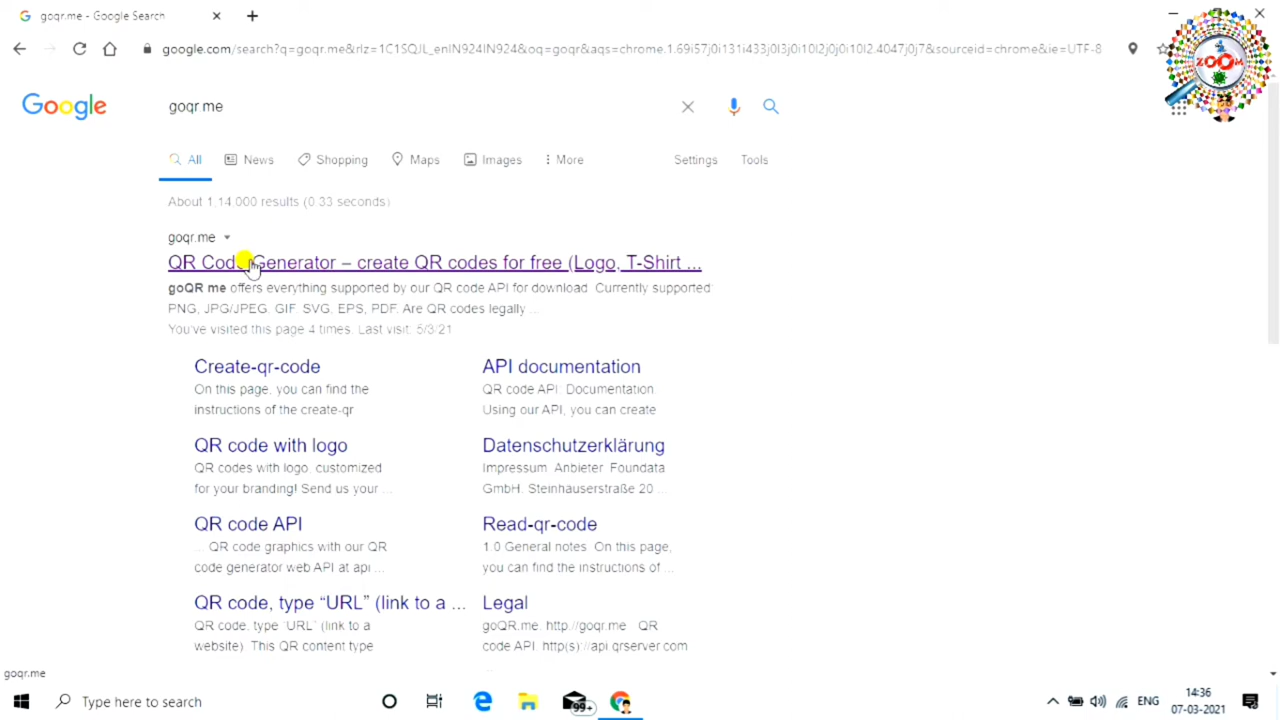 goqr.me - Google Search
google.com/search?q=goqr.me&rlz=1C1SQJL_enIN924IN924&oq=goqr&aqs=chrome.1.69i57j0i131i433j0l3j0i10l2j0j0i10l2.4047j0j7&sourceid=chrome&ie=UTF-8
ZOOM
Google
goqr me
All
News
Shopping
Maps
Images
More
Settings
Tools
About 1,14,000 results (0.33 seconds)
goqr.me
QR Code Generator – create QR codes for free (Logo, T-Shirt ...
goQR me offers everything supported by our QR code API for download. Currently supported:
PNG, JPG/JPEG. GIF. SVG, EPS, PDF. Are QR codes legally ...
You've visited this page 4 times. Last visit: 5/3/21
Create-qr-code
On this page, you can find the
instructions of the create-qr
API documentation
QR code API: Documentation
Using our API, you can create
QR code with logo
QR codes with logo, customized
for your branding! Send us your ...
Datenschutzerklärung
Impressum Anbieter Foundata
GmbH. Steinhauserstraße 20 ...
QR code API
... QR code graphics with our QR
code generator web API at api ...
Read-qr-code
1.0 General notes. On this page,
you can find the instructions of ...
QR code, type “URL” (link to a ...
QR code, type "URL" (link to a
website). This QR content type
Legal
goQR.me. http.//goqr.me QR
code API. http(s)://api.qrserver.com
...
goqr.me
Type here to search
99+
ENG
14:36
07-03-2021